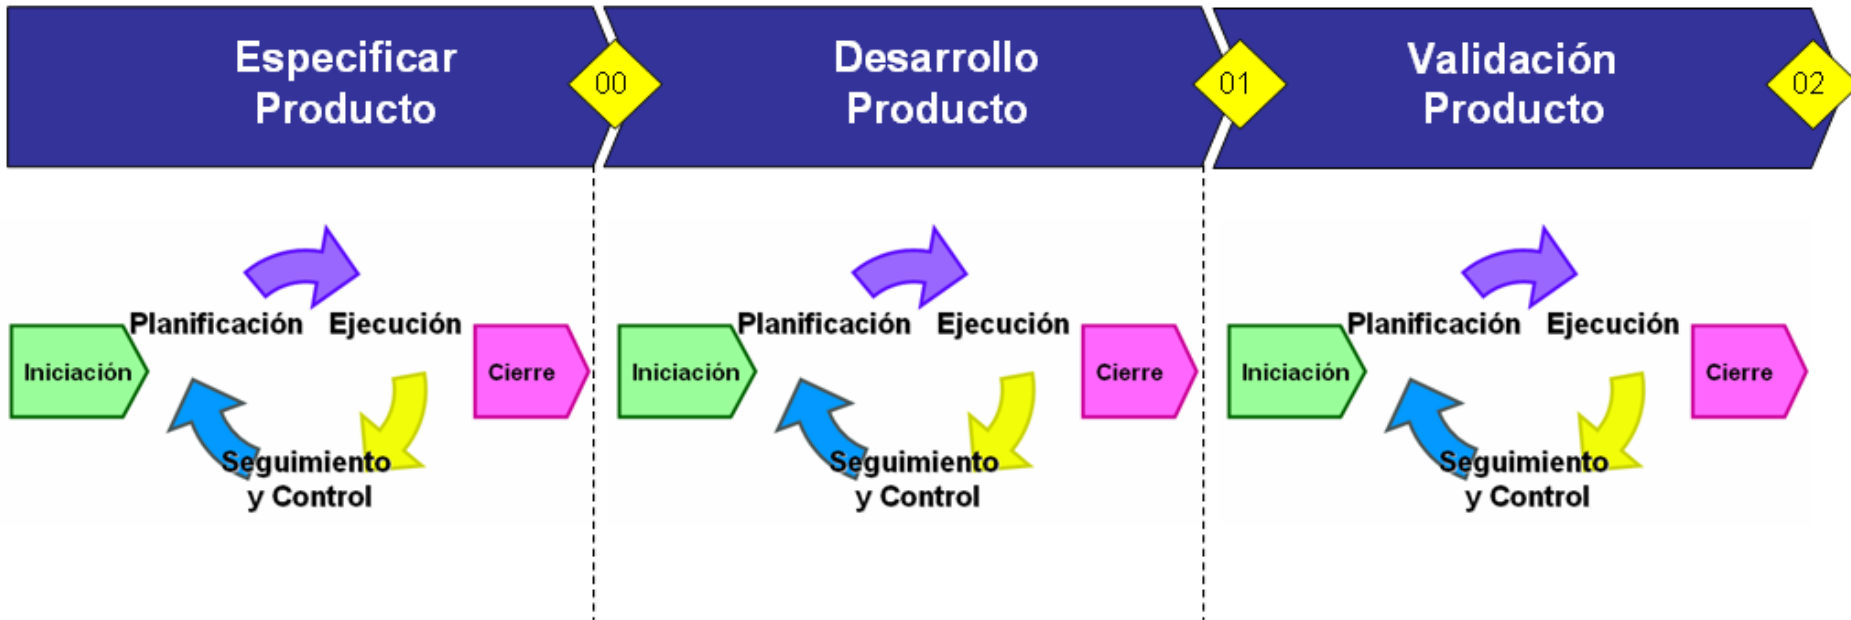 Especificar
Producto
00
Desarrollo
Producto
01
Validación
Producto
02
Planificación
Ejecución
Iniciación
Cierre
Seguimiento
y Control
Planificación
Ejecución
Iniciación
Cierre
Seguimiento
y Control
Planificación
Ejecución
Iniciación
Cierre
Seguimiento
y Control